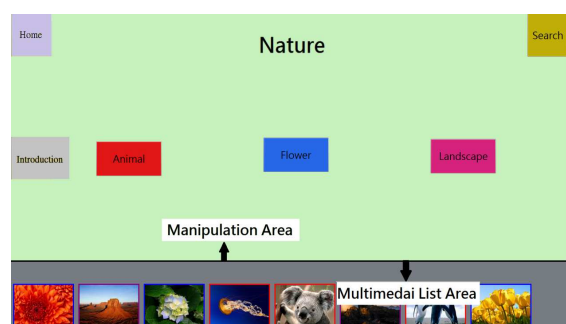 Home
Nature
Search
Introduction
Animal
Flower
Landscape
Manipulation Area
Multimedai List Area